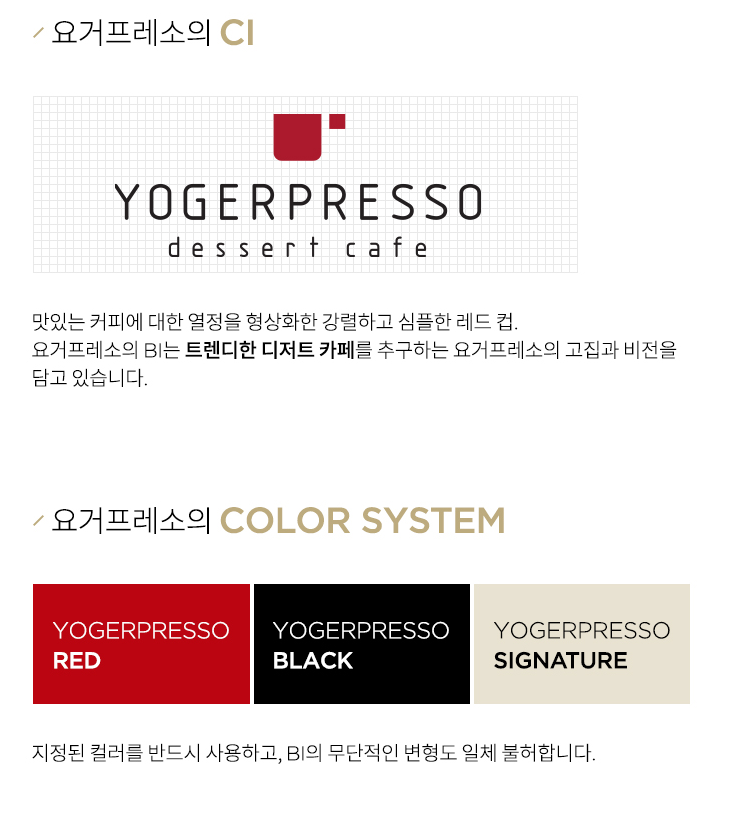 요거프레소의 CI
YOGERPRESSO
dessert cafe
맛있는 커피에 대한 열정을 형상화한 강렬하고 심플한 레드 컵.
요거프레소의 BI는 트렌디한 디저트 카페를 추구하는 요거프레소의 고집과 비전을
담고 있습니다.
요거프레소의 COLOR SYSTEM
YOGERPRESSO
RED
YOGERPRESSO
BLACK
YOGERPRESSO
SIGNATURE
지정된 컬러를 반드시 사용하고, BI의 무단적인 변형도 일체 불허합니다.